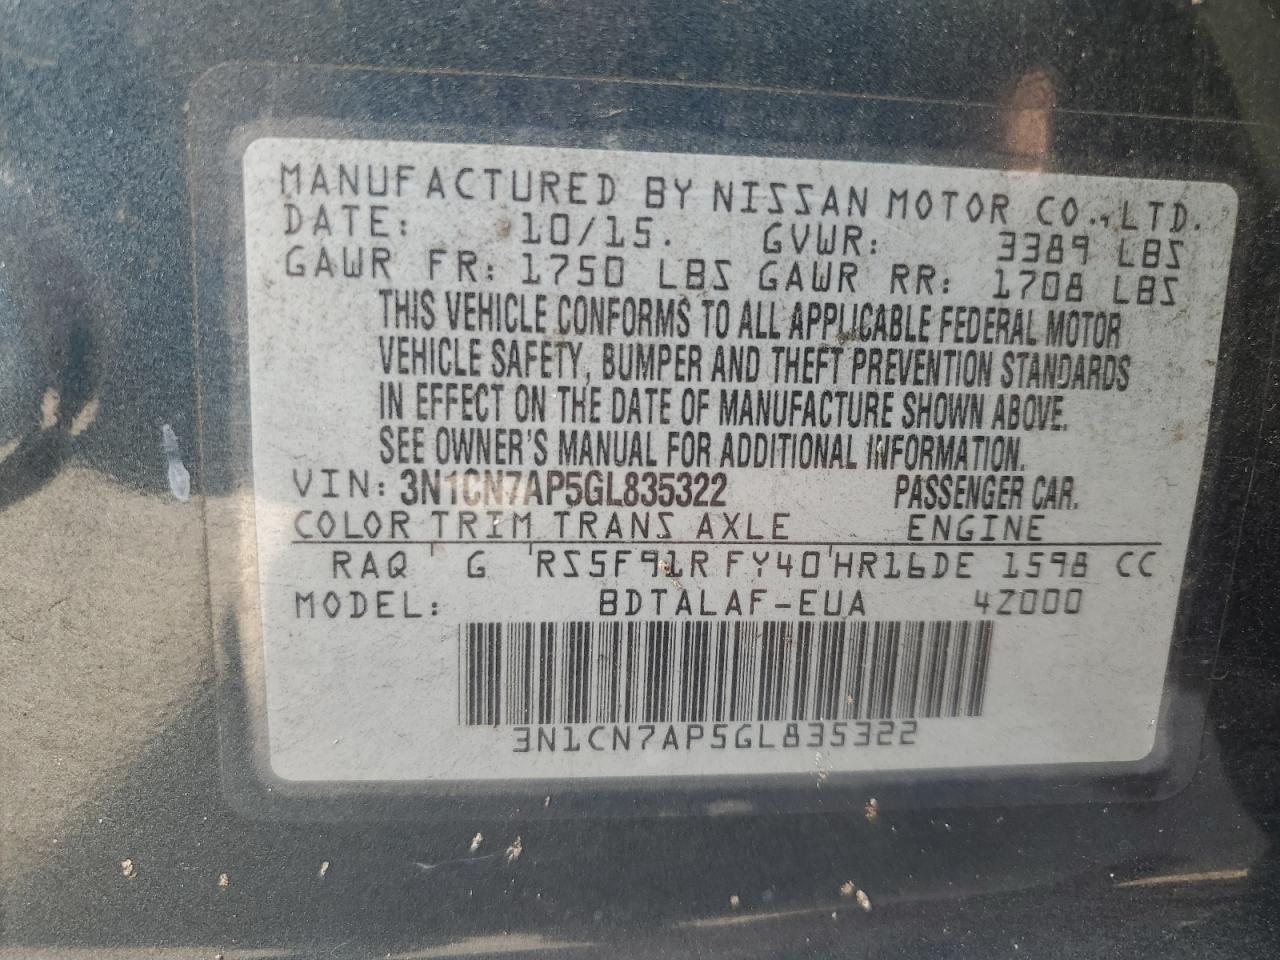 MANUFACTURED BY NISSAN MOTOR CO., LTD.
DATE: 10/15. GVWR: 3389 LBS
GAWR FR: 1750 LBS GAWR RR: 1708 LBS
THIS VEHICLE CONFORMS TO ALL APPLICABLE FEDERAL MOTOR
VEHICLE SAFETY, BUMPER AND THEFT PREVENTION STANDARDS
IN EFFECT ON THE DATE OF MANUFACTURE SHOWN ABOVE.
SEE OWNER'S MANUAL FOR ADDITIONAL INFORMATION.
VIN: 3N1CN7AP5GL835322 PASSENGER CAR.
COLOR TRIM TRANS AXLE ENGINE
RAQ ' G ' RS5F91R FY40 ' HR16DE 1598 CC
MODEL: BDTALAF-EUA 4Z000
3N1CN7AP5GL835322